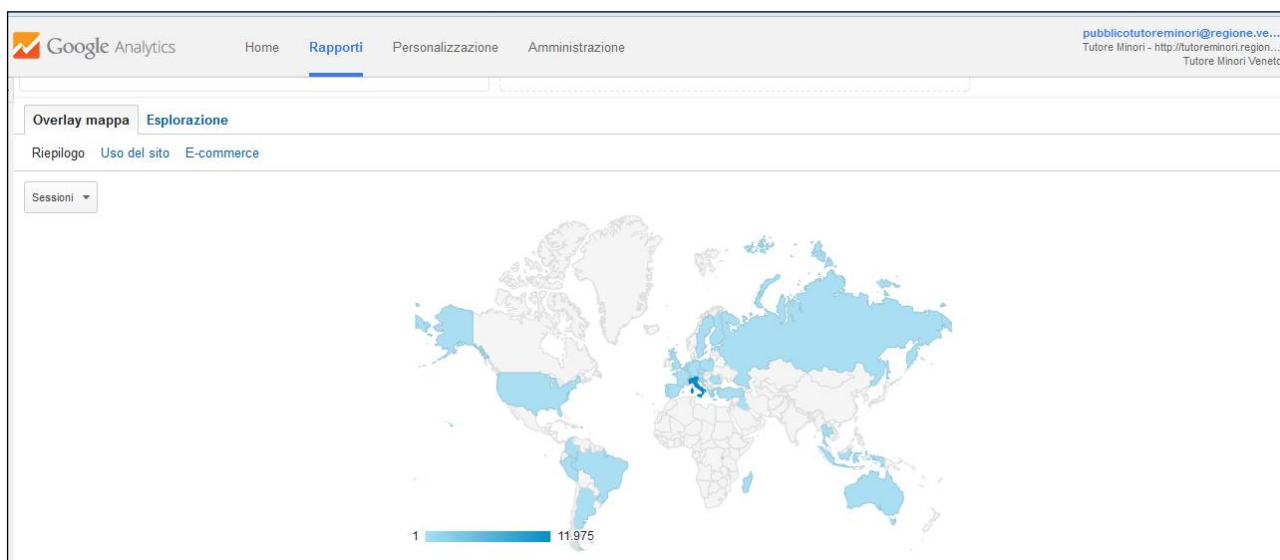 Google Analytics
Home Rapporti Personalizzazione Amministrazione
pubblicotutoreminori@regione.ve...
Tutore Minori - http://tutoreminori.region...
Tutore Minori Veneto
Overlay mappa Esplorazione
Riepilogo Uso del sito E-commerce
Sessioni
1 11.975